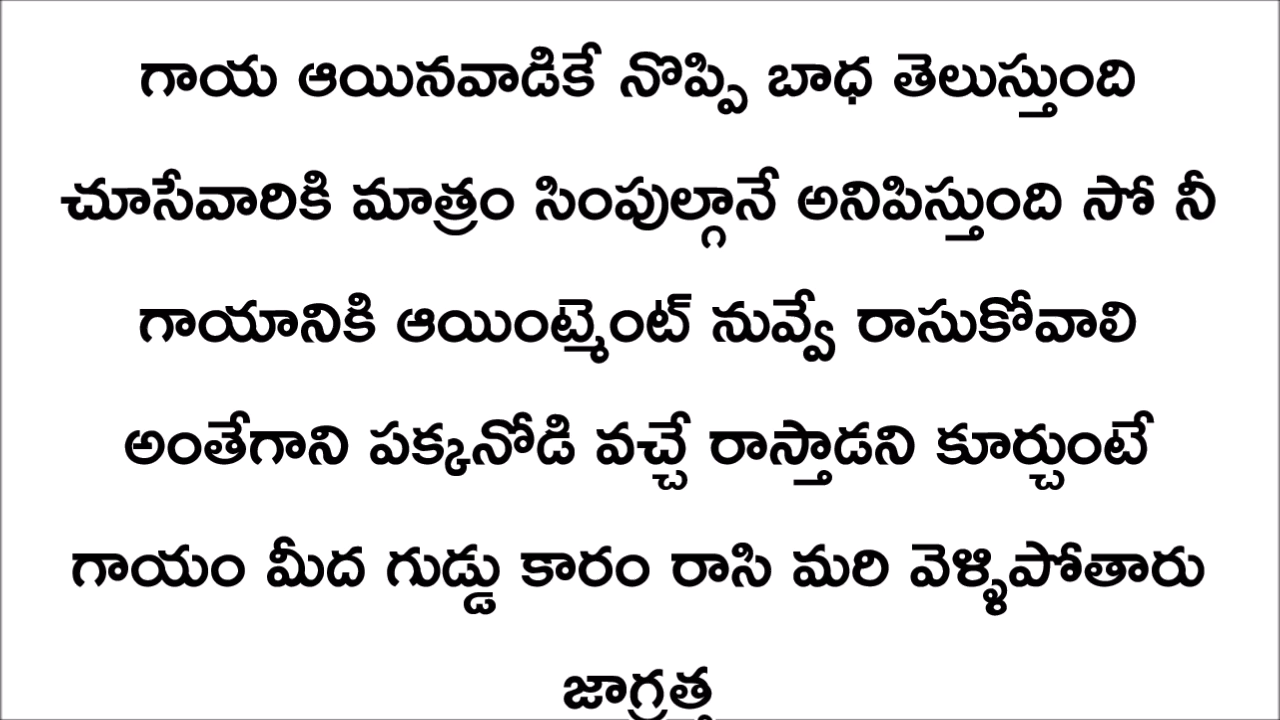 గాయ ఆయినవాడికే నొప్పి బాధ తెలుస్తుంది
చూసేవారికి మాత్రం సింపుల్గానే అనిపిస్తుంది సో నీ
గాయానికి ఆయింట్మెంట్ నువ్వే రాసుకోవాలి
అంతేగాని పక్కనోడి వచ్చే రాస్తాడని కూర్చుంటే
గాయం మీద గుడ్డు కారం రాసి మరి వెళ్ళిపోతారు
జాగ్రత్త